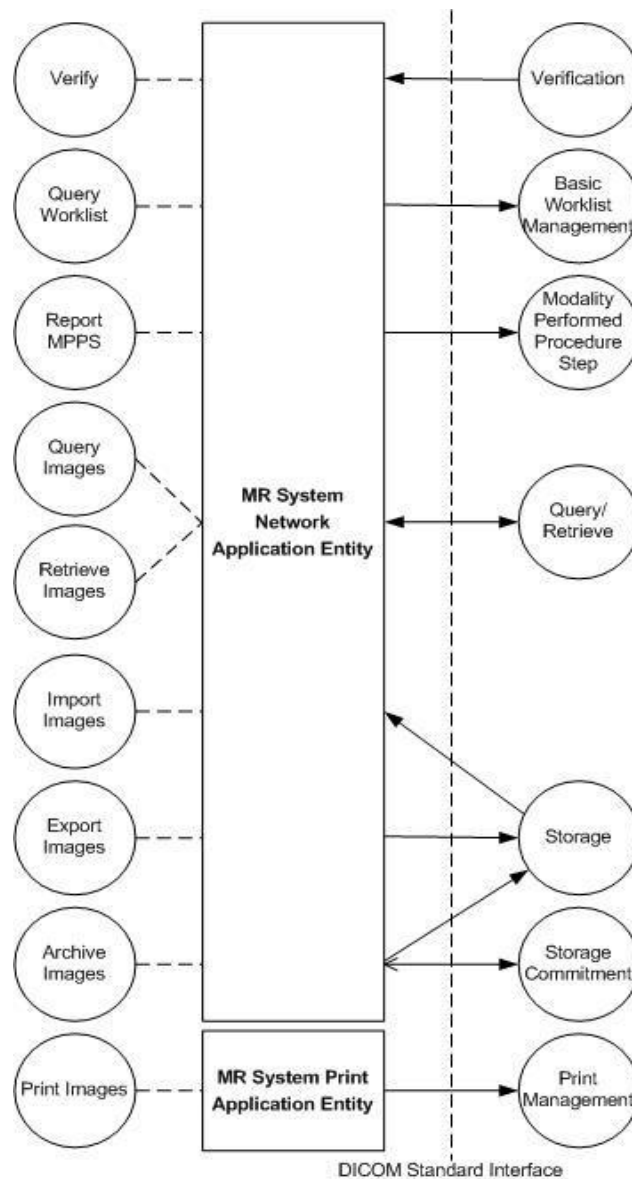 Verify
Verification
Query
Worklist
Basic
Worklist
Management
Report
MPPS
Modality
Performed
Procedure
Step
Query
Images
MR System
Network
Application Entity
Query/
Retrieve
Retrieve
Images
Import
Images
Export
Images
Storage
Archive
Images
Storage
Commitment
Print Images
MR System Print
Application Entity
Print
Management
DICOM Standard Interface